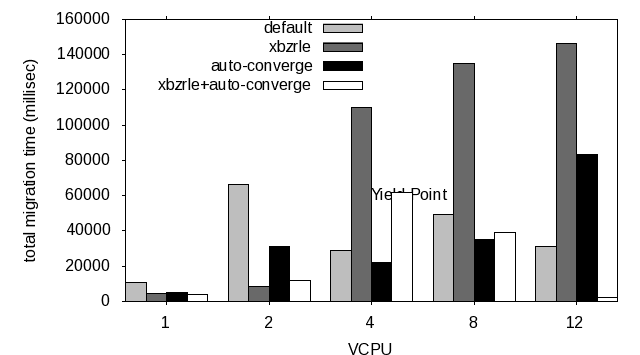 160000
140000
120000
100000
80000
60000
40000
20000
0
total migration time (millisec)
default
xbzrle
auto-converge
xbzrle+auto-converge
Yield Point
1 2 4 8 12
VCPU